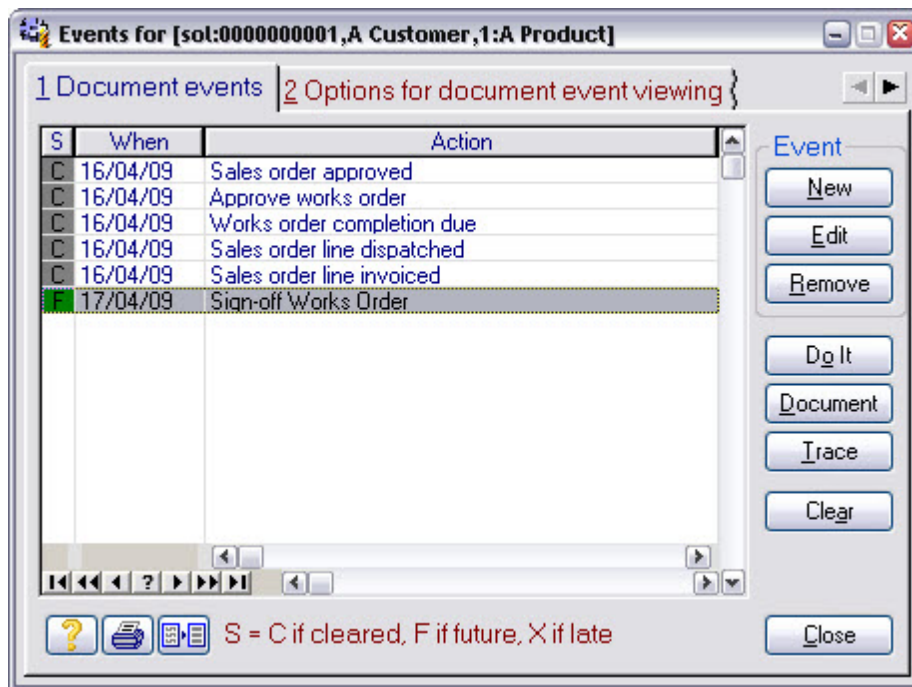 Events for [sol:0000000001,A Customer,1:A Product]
1 Document events 2 Options for document event viewing
S When Action
C 16/04/09 Sales order approved
C 16/04/09 Approve works order
C 16/04/09 Works order completion due
C 16/04/09 Sales order line dispatched
C 16/04/09 Sales order line invoiced
F 17/04/09 Sign-off Works Order
Event
New
Edit
Remove
Do It
Document
Trace
Clear
?
? S = C if cleared, F if future, X if late
Close